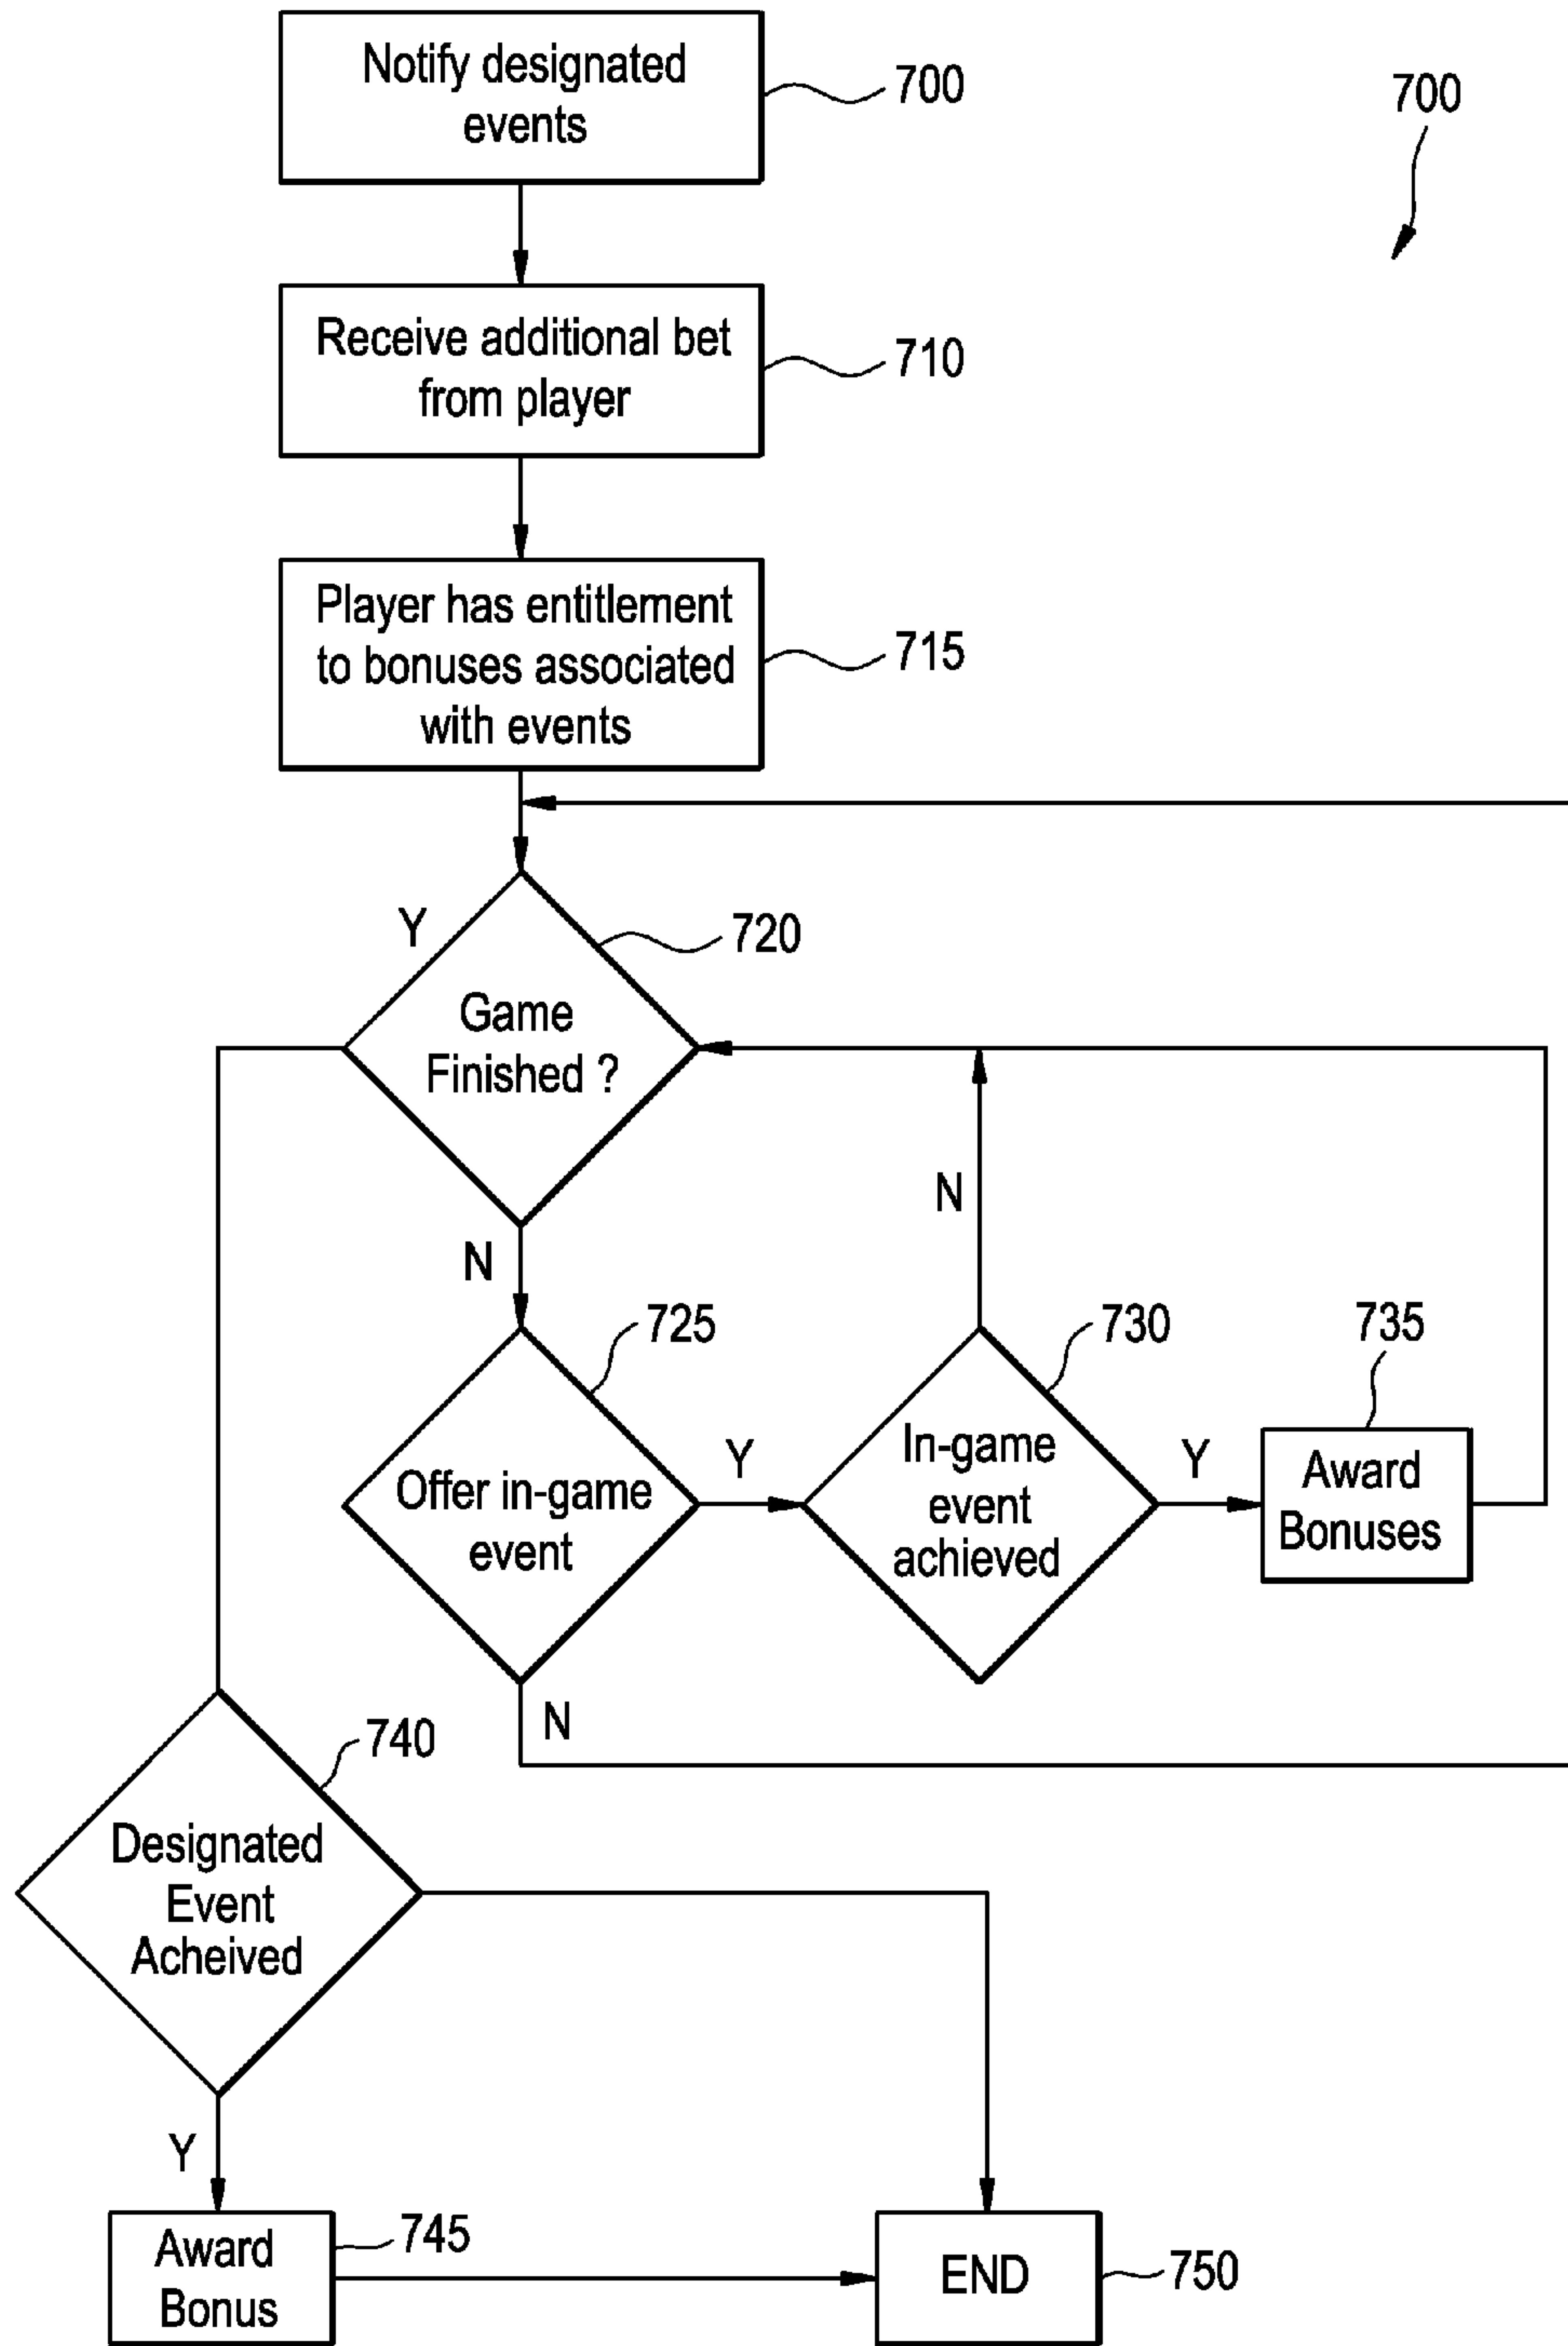 Notify designated
events
700
700
Receive additional bet
from player
710
Player has entitlement
to bonuses associated
with events
715
Y
720
Game
Finished ?
N
N
725
730
735
Offer in-game
event
Y
In-game
event
achieved
Y
Award
Bonuses
N
740
Designated
Event
Acheived
Y
745
Award
Bonus
END
750